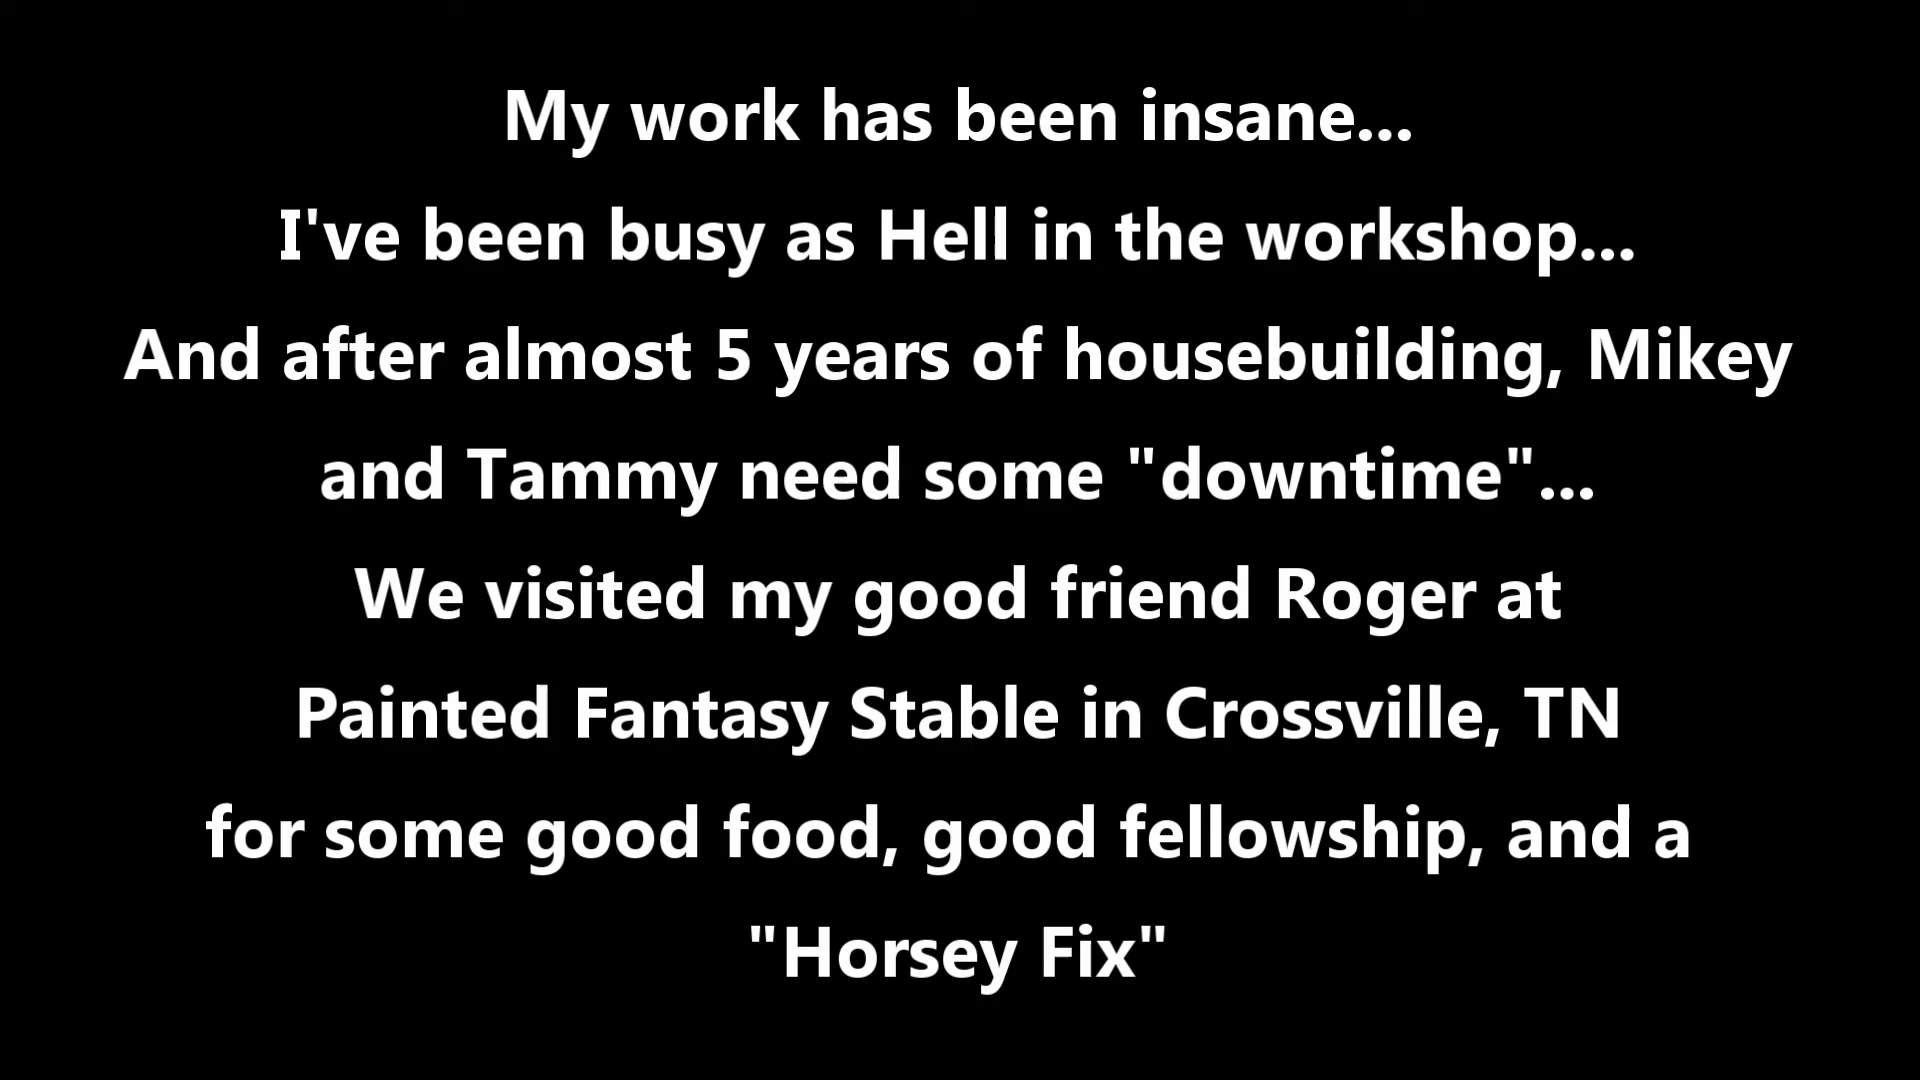 My work has been insane...
I've been busy as Hell in the workshop...
And after almost 5 years of housebuilding, Mikey
and Tammy need some "downtime"...
We visited my good friend Roger at
Painted Fantasy Stable in Crossville, TN
for some good food, good fellowship, and a
"Horsey Fix"